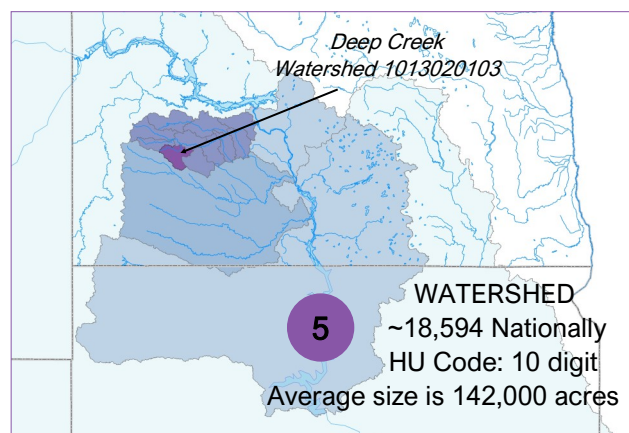 Deep Creek
Watershed 1013020103
5
WATERSHED
~18,594 Nationally
HU Code: 10 digit
Average size is 142,000 acres